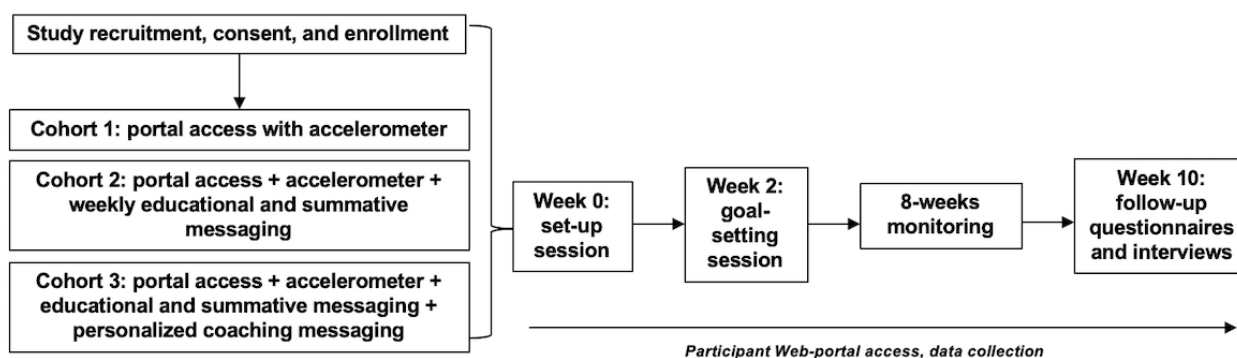 Study recruitment, consent, and enrollment
Cohort 1: portal access with accelerometer
Cohort 2: portal access + accelerometer +
weekly educational and summative
messaging
Cohort 3: portal access + accelerometer +
educational and summative messaging +
personalized coaching messaging
Week 0:
set-up
session
Week 2:
goal-
setting
session
8-weeks
monitoring
Week 10:
follow-up
questionnaires
and interviews
Participant Web-portal access, data collection